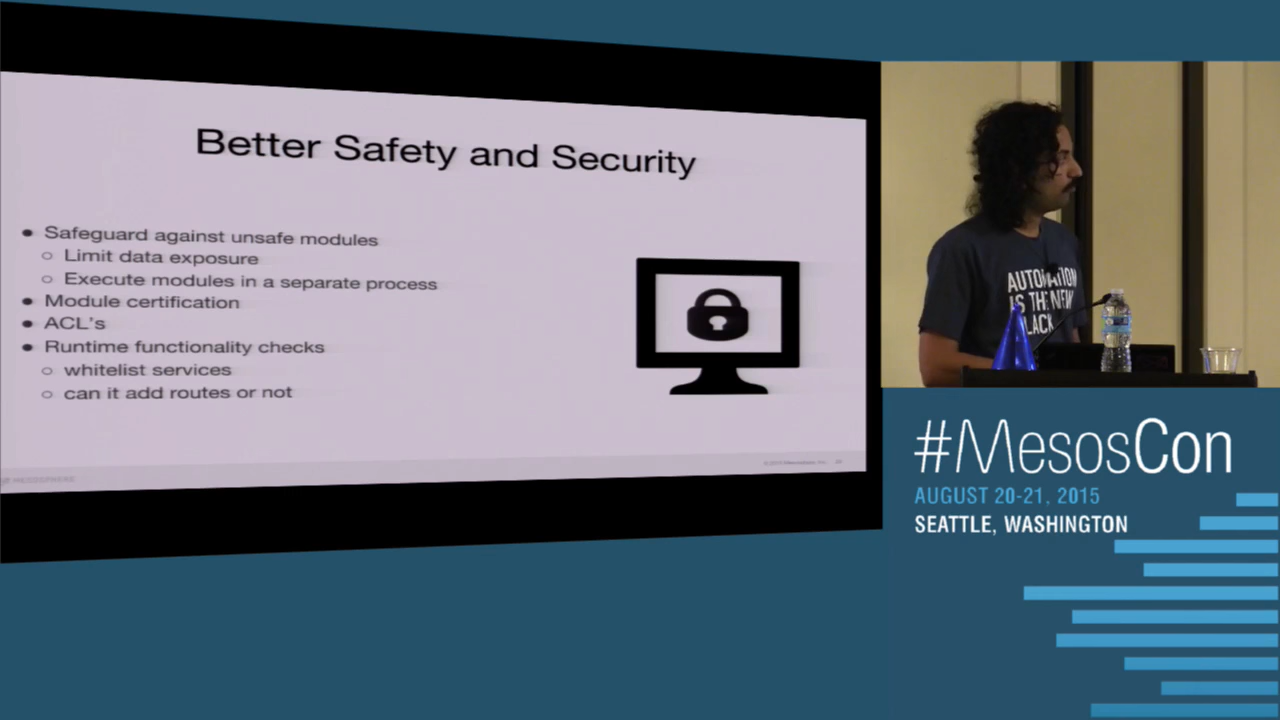 Better Safety and Security
Safeguard against unsafe modules
Limit data exposure
Execute modules in a separate process
Module certification
ACL's
Runtime functionality checks
whitelist services
can it add routes or not
MESOSPHERE
AUTOMATION
IS THE NEW
BLACK
#MesosCon
AUGUST 20-21, 2015
SEATTLE, WASHINGTON